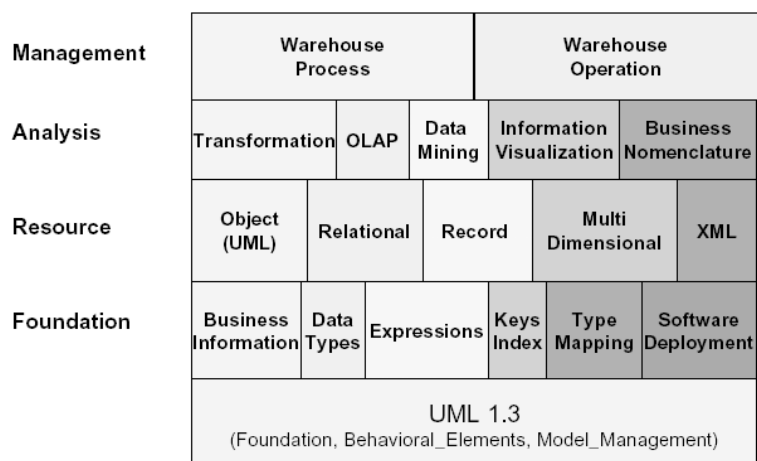 Management
Warehouse
Process
Warehouse
Operation
Analysis
Transformation
OLAP
Data
Mining
Information
Visualization
Business
Nomenclature
Resource
Object
(UML)
Relational
Record
Multi
Dimensional
XML
Foundation
Business
Information
Data
Types
Expressions
Keys
Index
Type
Mapping
Software
Deployment
UML 1.3
(Foundation, Behavioral_Elements, Model_Management)